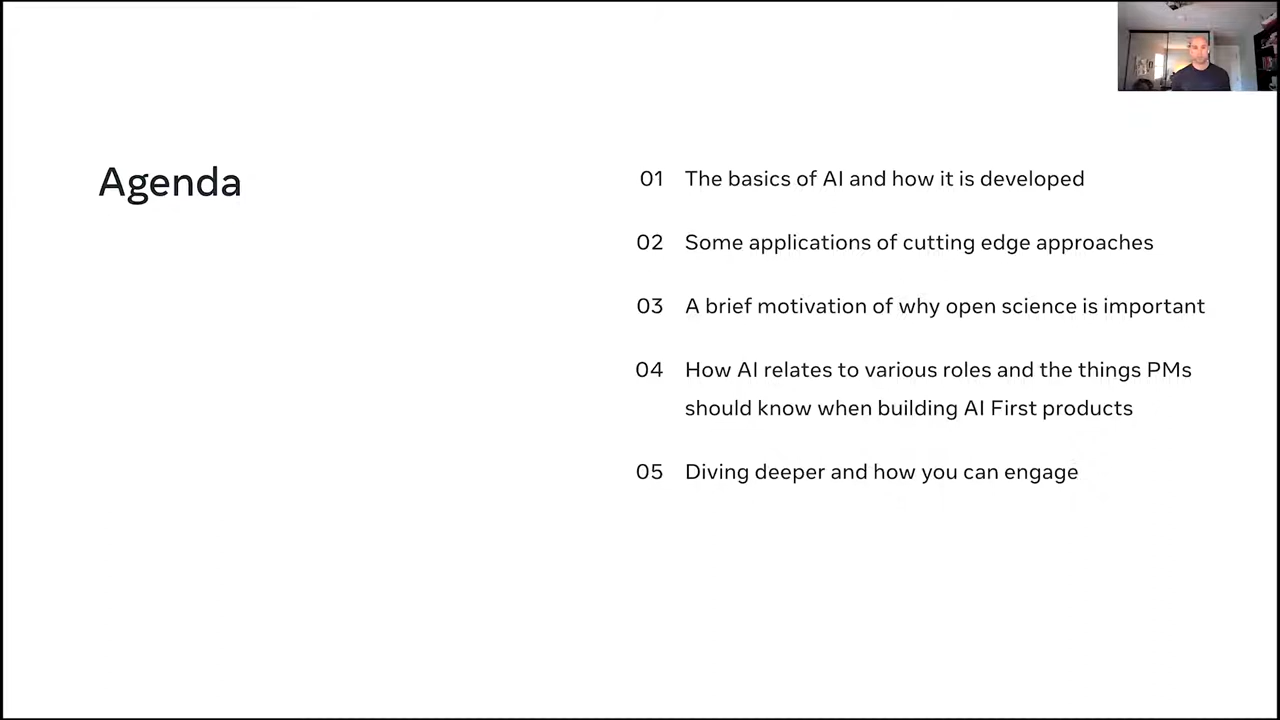 Agenda
01 The basics of AI and how it is developed
02 Some applications of cutting edge approaches
03 A brief motivation of why open science is important
04 How AI relates to various roles and the things PMs
should know when building AI First products
05 Diving deeper and how you can engage